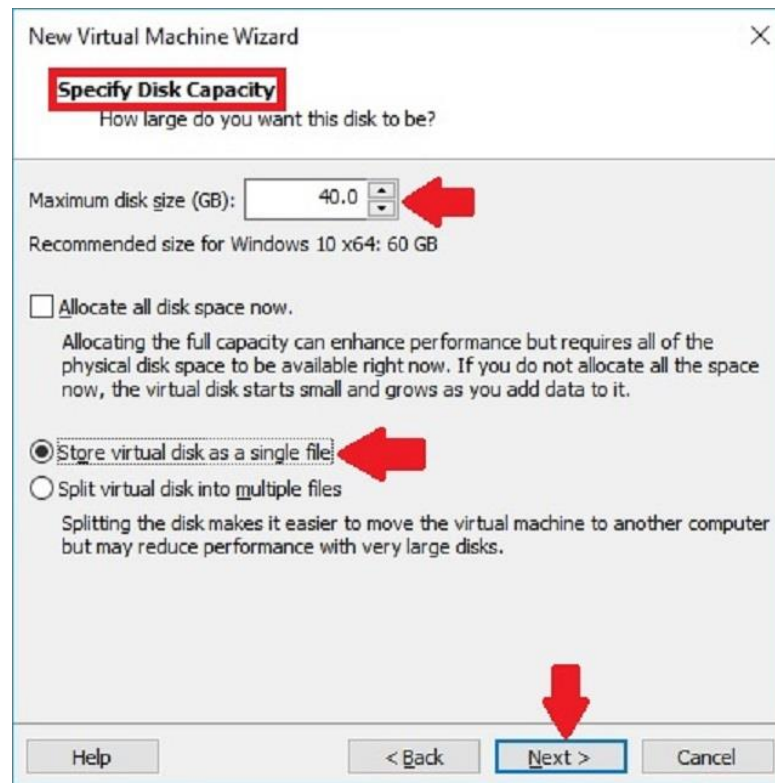 New Virtual Machine Wizard
Specify Disk Capacity
How large do you want this disk to be?
Maximum disk size (GB): 40.0
Recommended size for Windows 10 x64: 60 GB
Allocate all disk space now.
Allocating the full capacity can enhance performance but requires all of the
physical disk space to be available right now. If you do not allocate all the space
now, the virtual disk starts small and grows as you add data to it.
Store virtual disk as a single file
Split virtual disk into multiple files
Splitting the disk makes it easier to move the virtual machine to another computer
but may reduce performance with very large disks.
Help < Back Next > Cancel